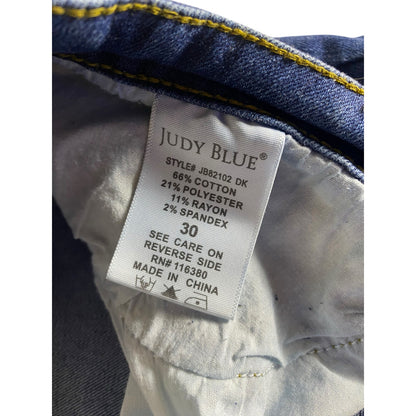 JUDY BLUE®
STYLE# JB82102 DK
66% COTTON
21% POLYESTER
11% RAYON
2% SPANDEX
30
SEE CARE ON
REVERSE SIDE
RN# 116380
MADE IN CHINA